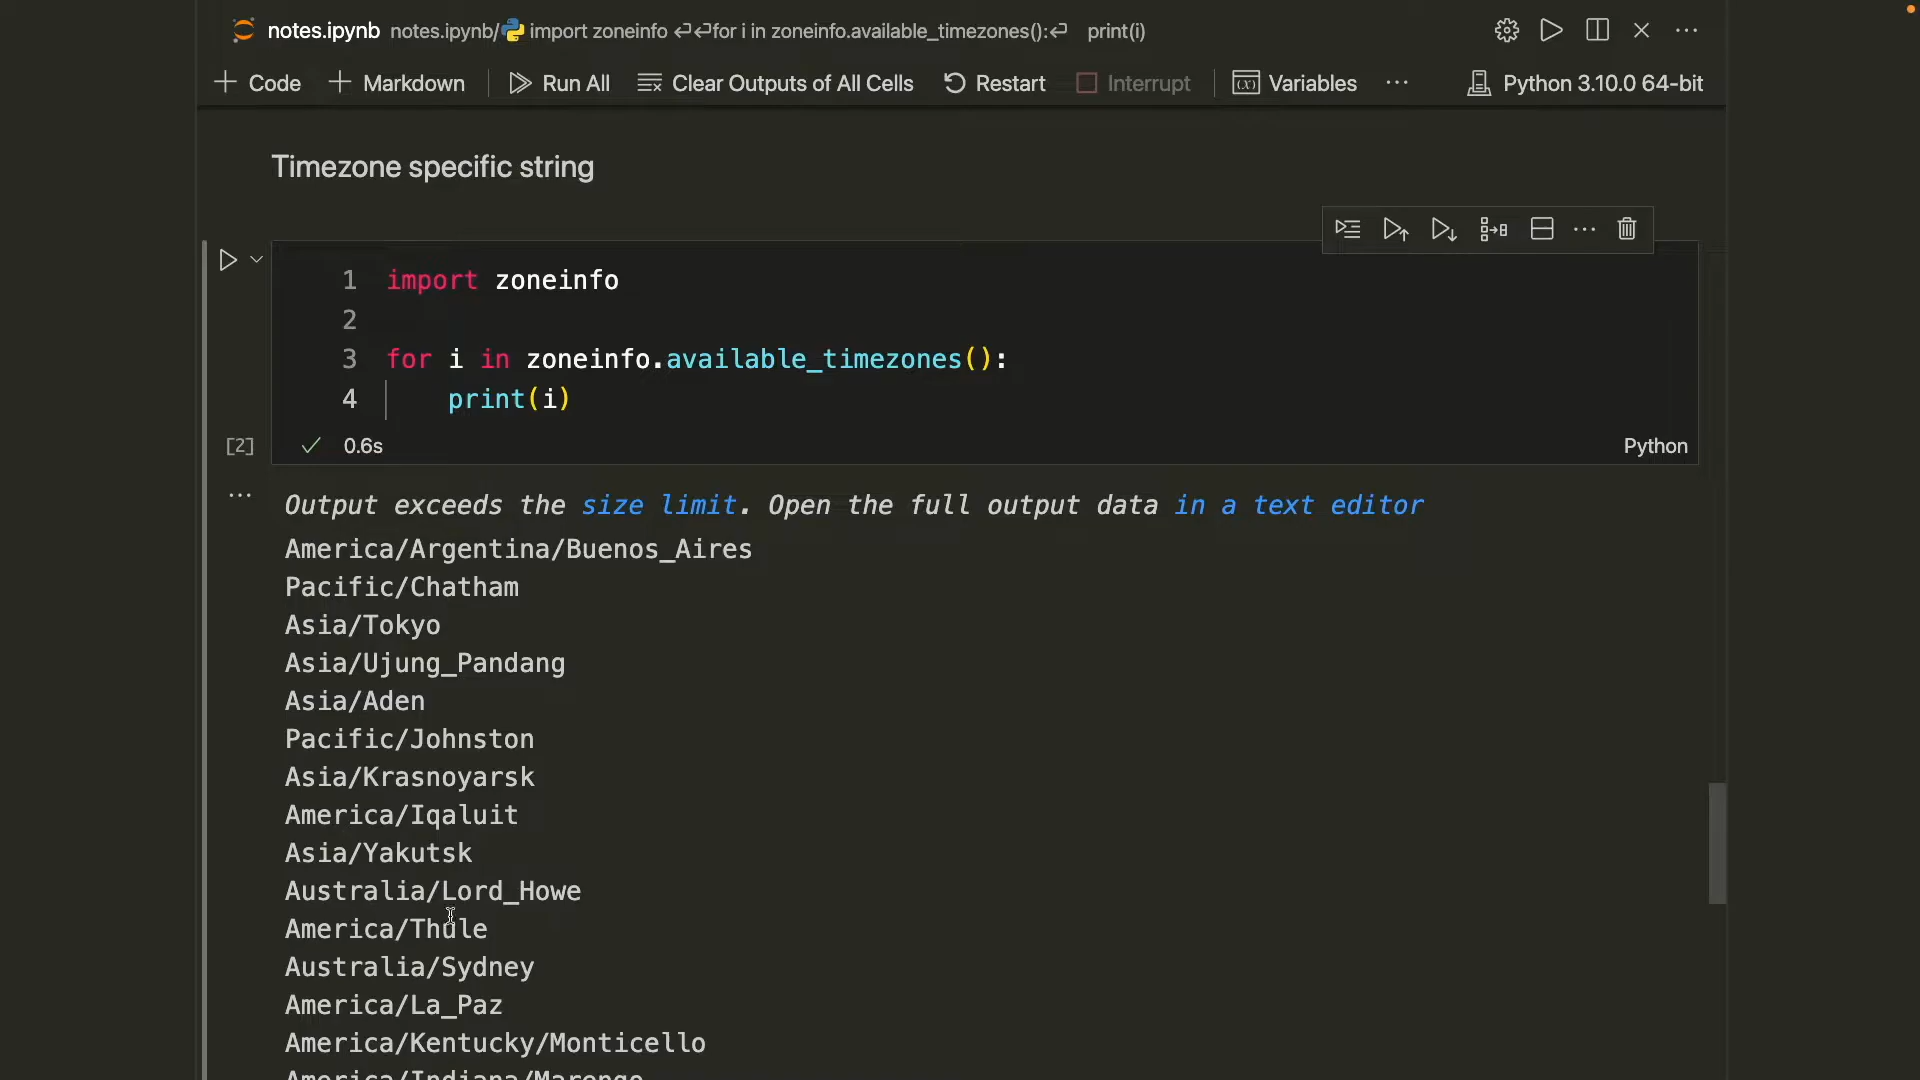 notes.ipynb notes.ipynb/ import zoneinfo ⏎⏎for i in zoneinfo.available_timezones():⏎ print(i)
Code Markdown Run All Clear Outputs of All Cells Restart Interrupt Variables ... Python 3.10.0 64-bit
Timezone specific string
1 import zoneinfo
2
3 for i in zoneinfo.available_timezones():
4 print(i)
[2] 0.6s Python
Output exceeds the size limit. Open the full output data in a text editor
America/Argentina/Buenos_Aires
Pacific/Chatham
Asia/Tokyo
Asia/Ujung_Pandang
Asia/Aden
Pacific/Johnston
Asia/Krasnoyarsk
America/Iqaluit
Asia/Yakutsk
Australia/Lord_Howe
America/Thule
Australia/Sydney
America/La_Paz
America/Kentucky/Monticello
America/Indiana/Marengo